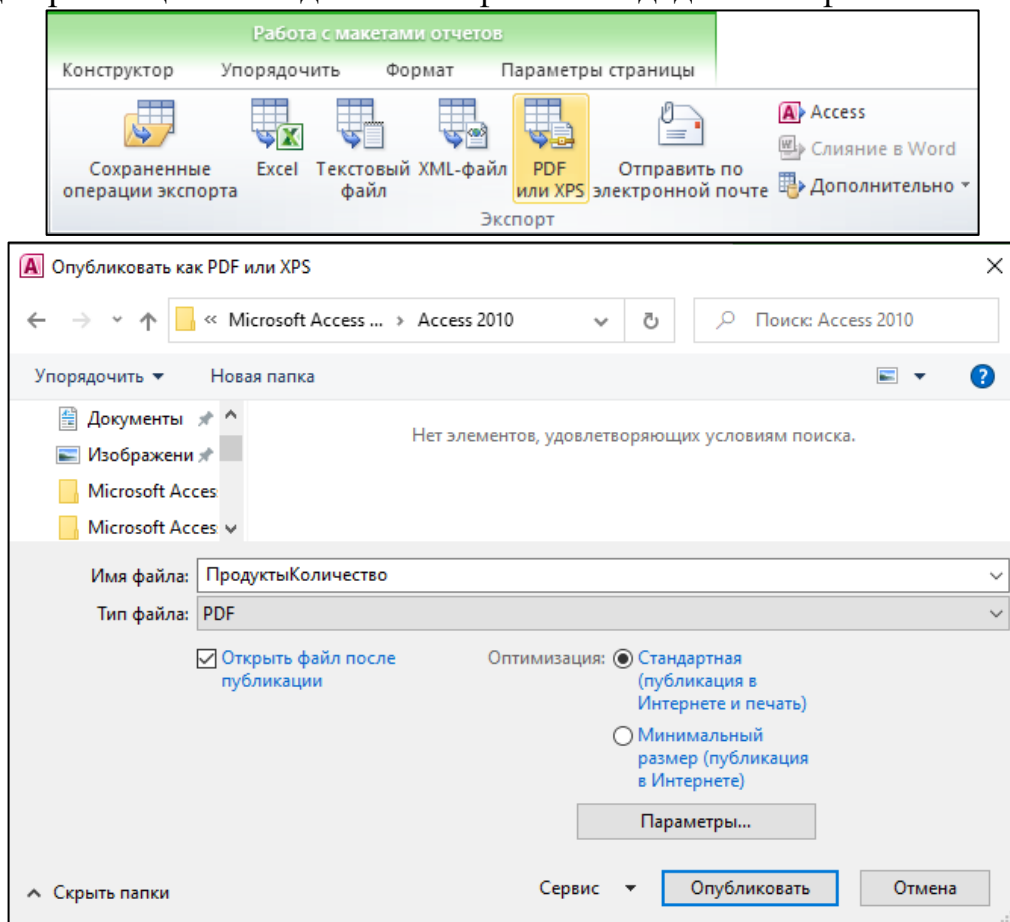 Работа с макетами отчетов
Конструктор Упорядочить Формат Параметры страницы
Сохраненные операции экспорта
Excel
Текстовый файл
XML-файл
PDF или XPS
Отправить по электронной почте
Access
Слияние в Word
Дополнительно
Экспорт
Опубликовать как PDF или XPS
« Microsoft Access ... › Access 2010
Поиск: Access 2010
Упорядочить Новая папка
Документы
Изображени
Microsoft Acces
Microsoft Acces
Нет элементов, удовлетворяющих условиям поиска.
Имя файла: ПродуктыКоличество
Тип файла: PDF
Открыть файл после
публикации
Оптимизация:
Стандартная
(публикация в
Интернете и печать)
Минимальный
размер (публикация
в Интернете)
Параметры...
Скрыть папки
Сервис
Опубликовать
Отмена